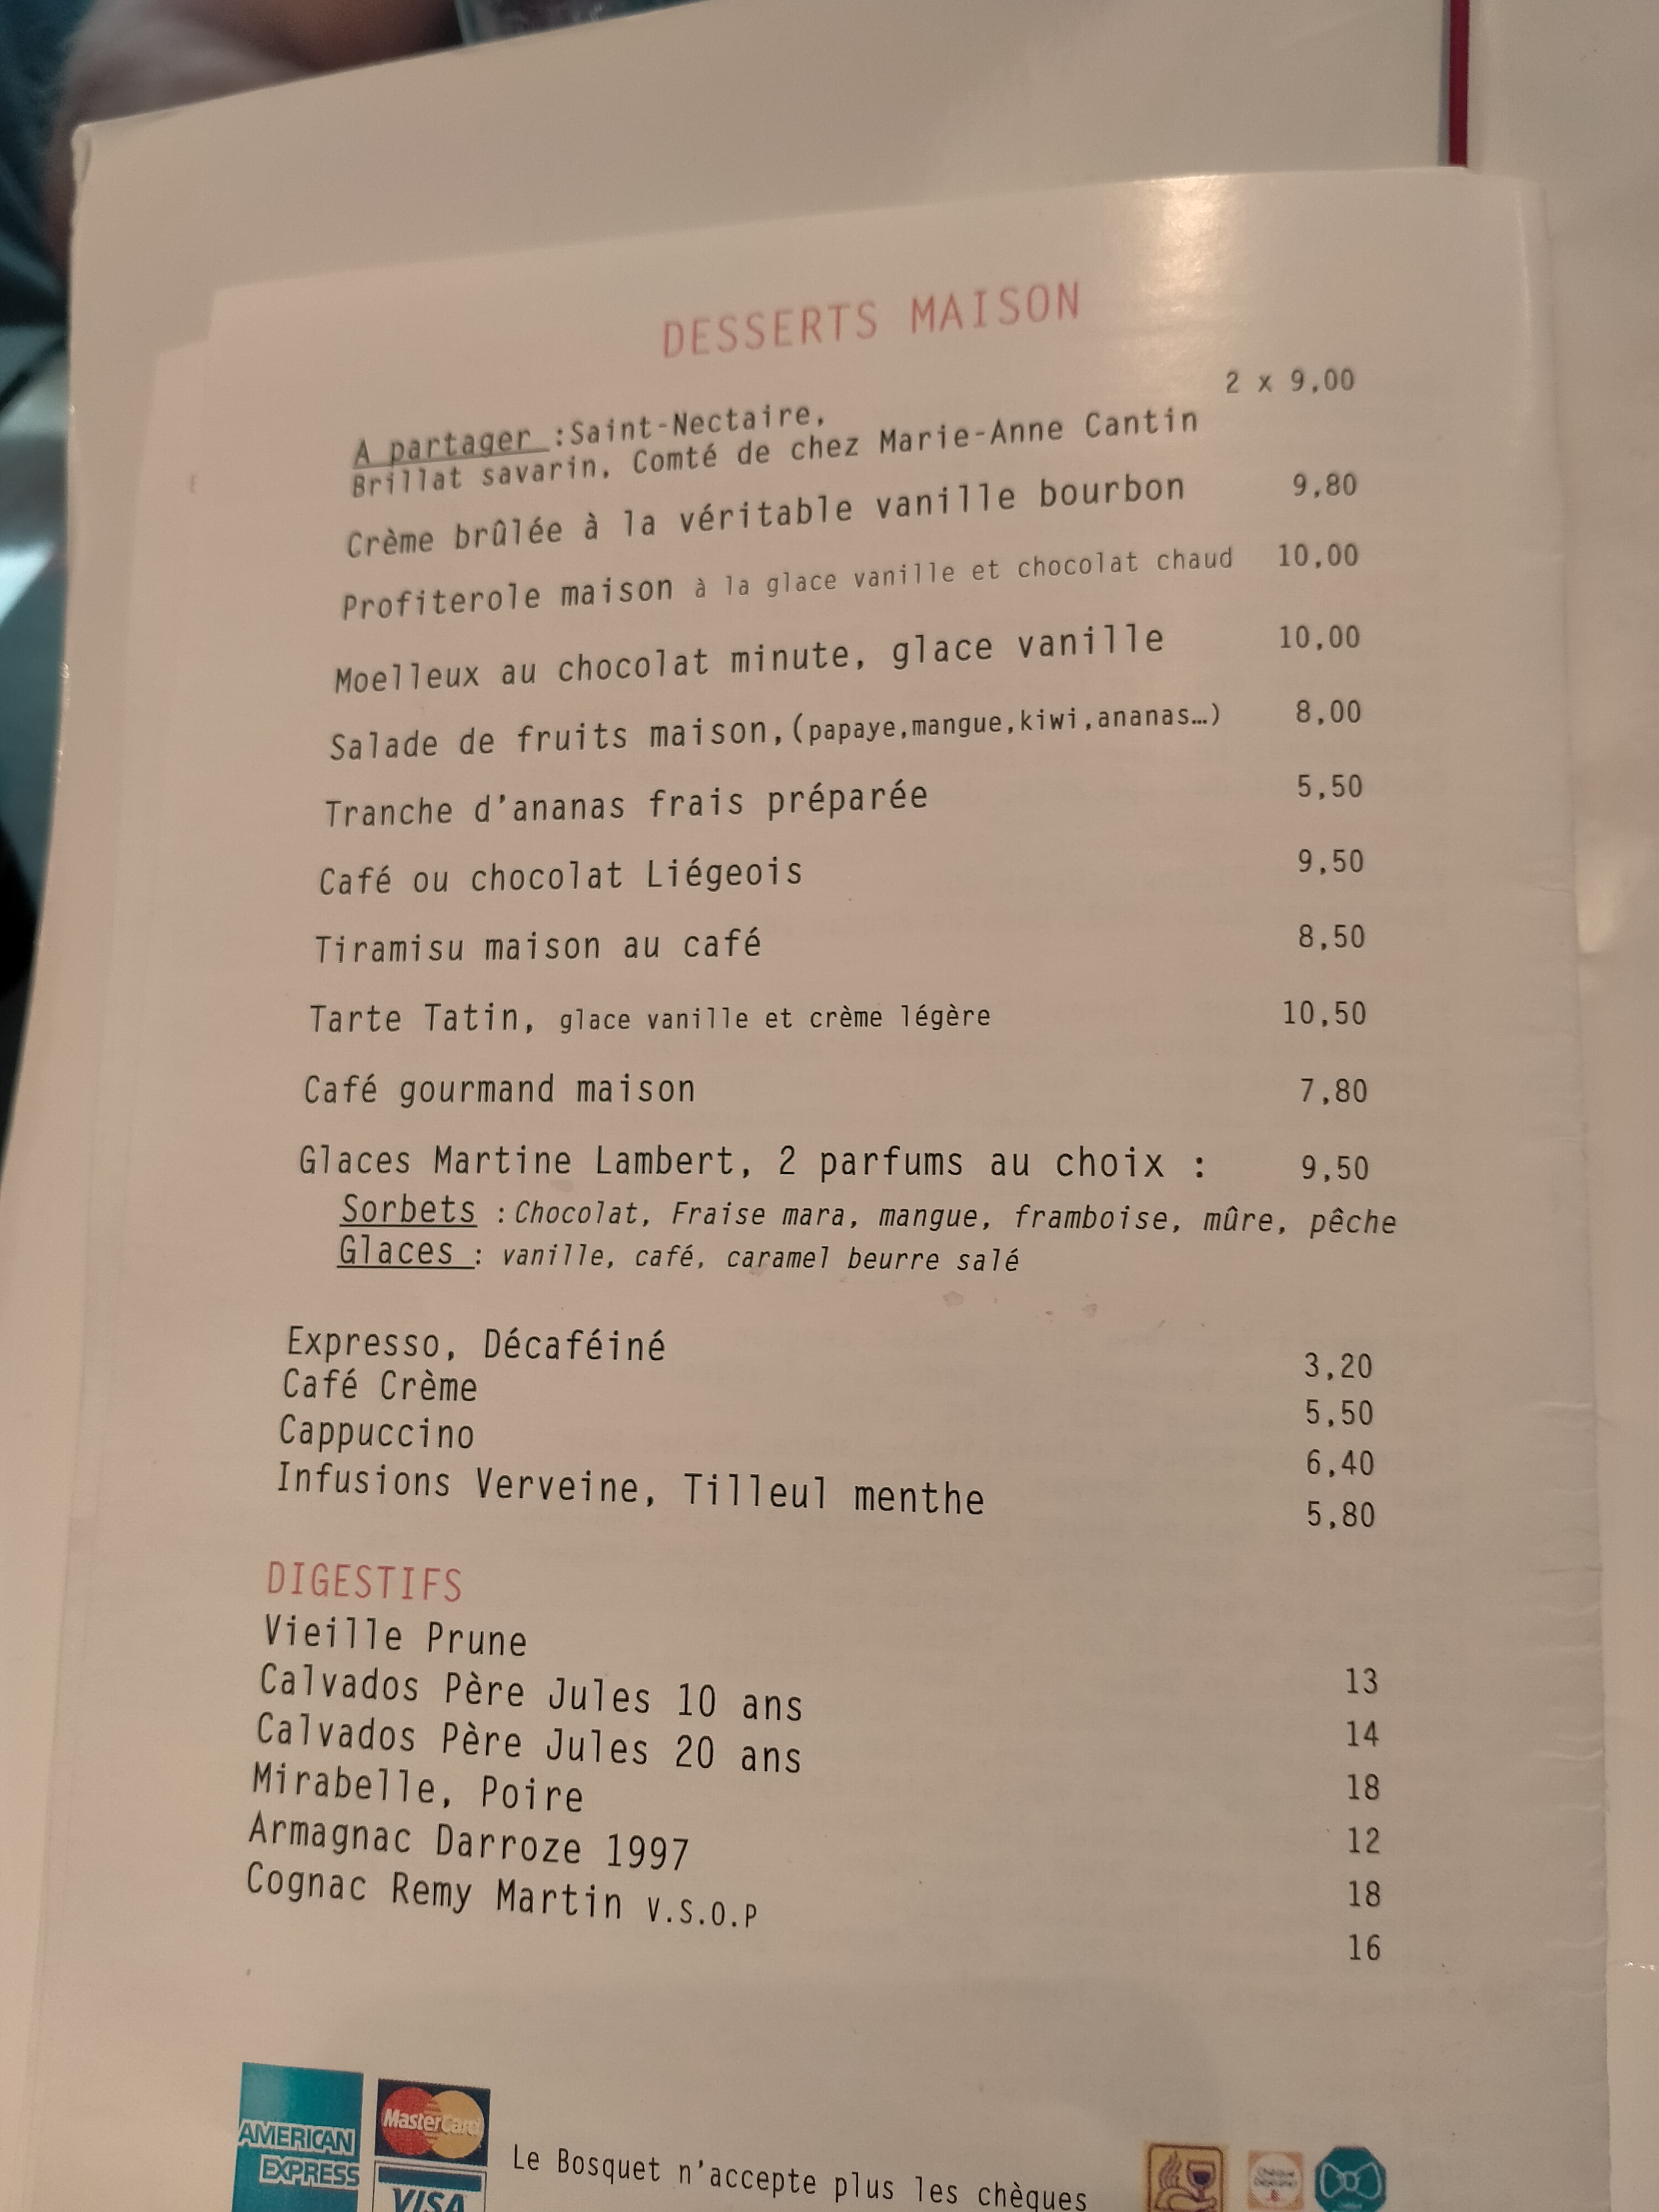 DESSERTS MAISON
2 x 9,00
A partager :Saint-Nectaire,
Brillat savarin, Comté de chez Marie-Anne Cantin
Crème brûlée à la véritable vanille bourbon 9,80
Profiterole maison à la glace vanille et chocolat chaud 10,00
Moelleux au chocolat minute, glace vanille 10,00
Salade de fruits maison,(papaye,mangue,kiwi,ananas…) 8,00
Tranche d'ananas frais préparée 5,50
Café ou chocolat Liégeois 9,50
Tiramisu maison au café 8,50
Tarte Tatin, glace vanille et crème légère 10,50
Café gourmand maison 7,80
Glaces Martine Lambert, 2 parfums au choix : 9,50
Sorbets :Chocolat, Fraise mara, mangue, framboise, mûre, pêche
Glaces : vanille, café, caramel beurre salé
Expresso, Décaféiné 3,20
Café Crème 5,50
Cappuccino 6,40
Infusions Verveine, Tilleul menthe 5,80
DIGESTIFS
Vieille Prune 13
Calvados Père Jules 10 ans 14
Calvados Père Jules 20 ans 18
Mirabelle, Poire 12
Armagnac Darroze 1997 18
Cognac Remy Martin V.S.O.P 16
AMERICAN EXPRESS
MasterCard
VISA
Le Bosquet n'accepte plus les chèques